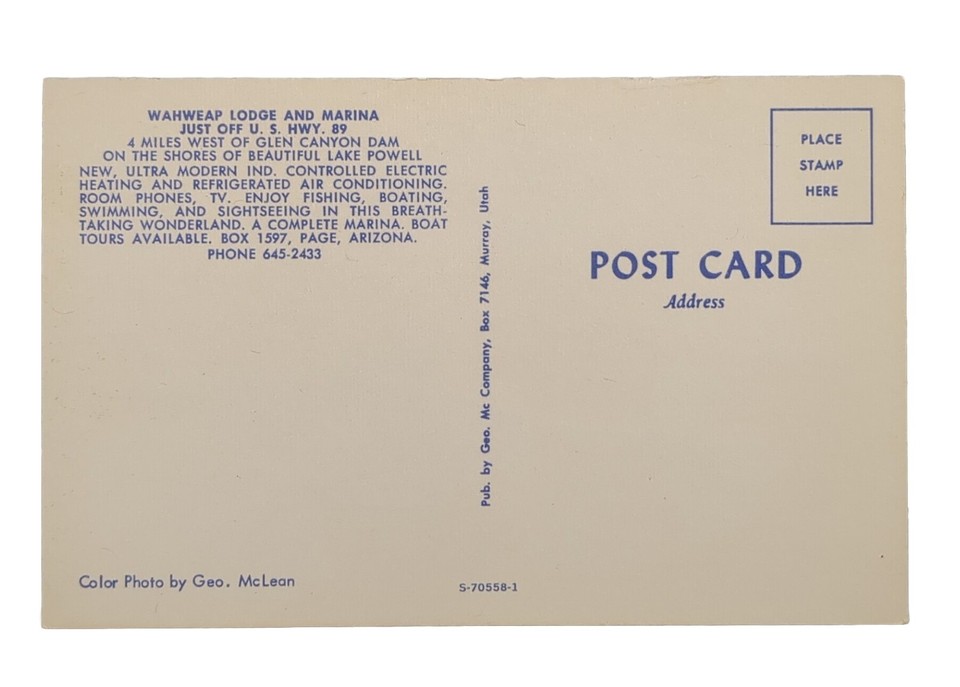 WAHWEAP LODGE AND MARINA
JUST OFF U. S. HWY. 89
4 MILES WEST OF GLEN CANYON DAM
ON THE SHORES OF BEAUTIFUL LAKE POWELL
NEW, ULTRA MODERN IND. CONTROLLED ELECTRIC
HEATING AND REFRIGERATED AIR CONDITIONING.
ROOM PHONES, TV. ENJOY FISHING, BOATING,
SWIMMING, AND SIGHTSEEING IN THIS BREATH-
TAKING WONDERLAND. A COMPLETE MARINA. BOAT
TOURS AVAILABLE. BOX 1597, PAGE, ARIZONA.
PHONE 645-2433
Color Photo by Geo. McLean
Pub. by Geo. Mc Company, Box 7146, Murray, Utah
S-70558-1
PLACE
STAMP
HERE
POST CARD
Address